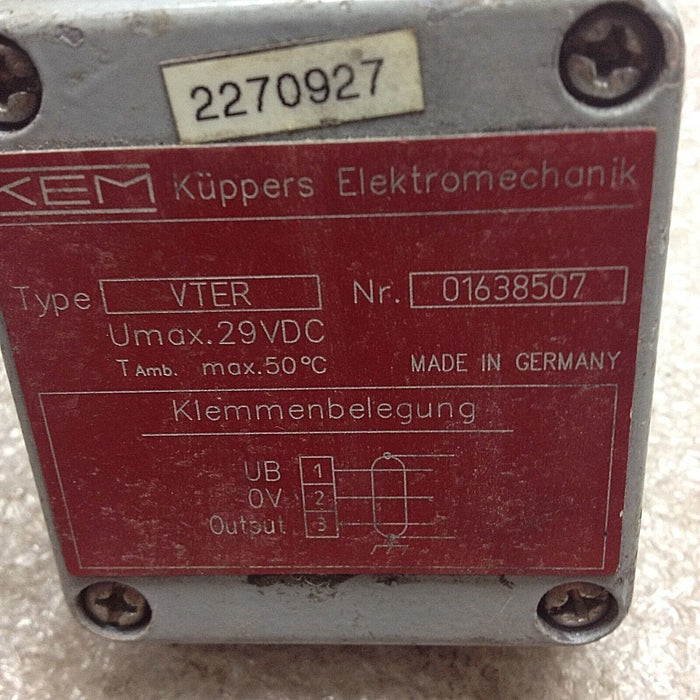 2270927
KEM Küppers Elektromechanik
Type VTER Nr. 01638507
Umax.29VDC
TAmb. max.50°C MADE IN GERMANY
Klemmenbelegung
UB 1
0V 2
Output 3